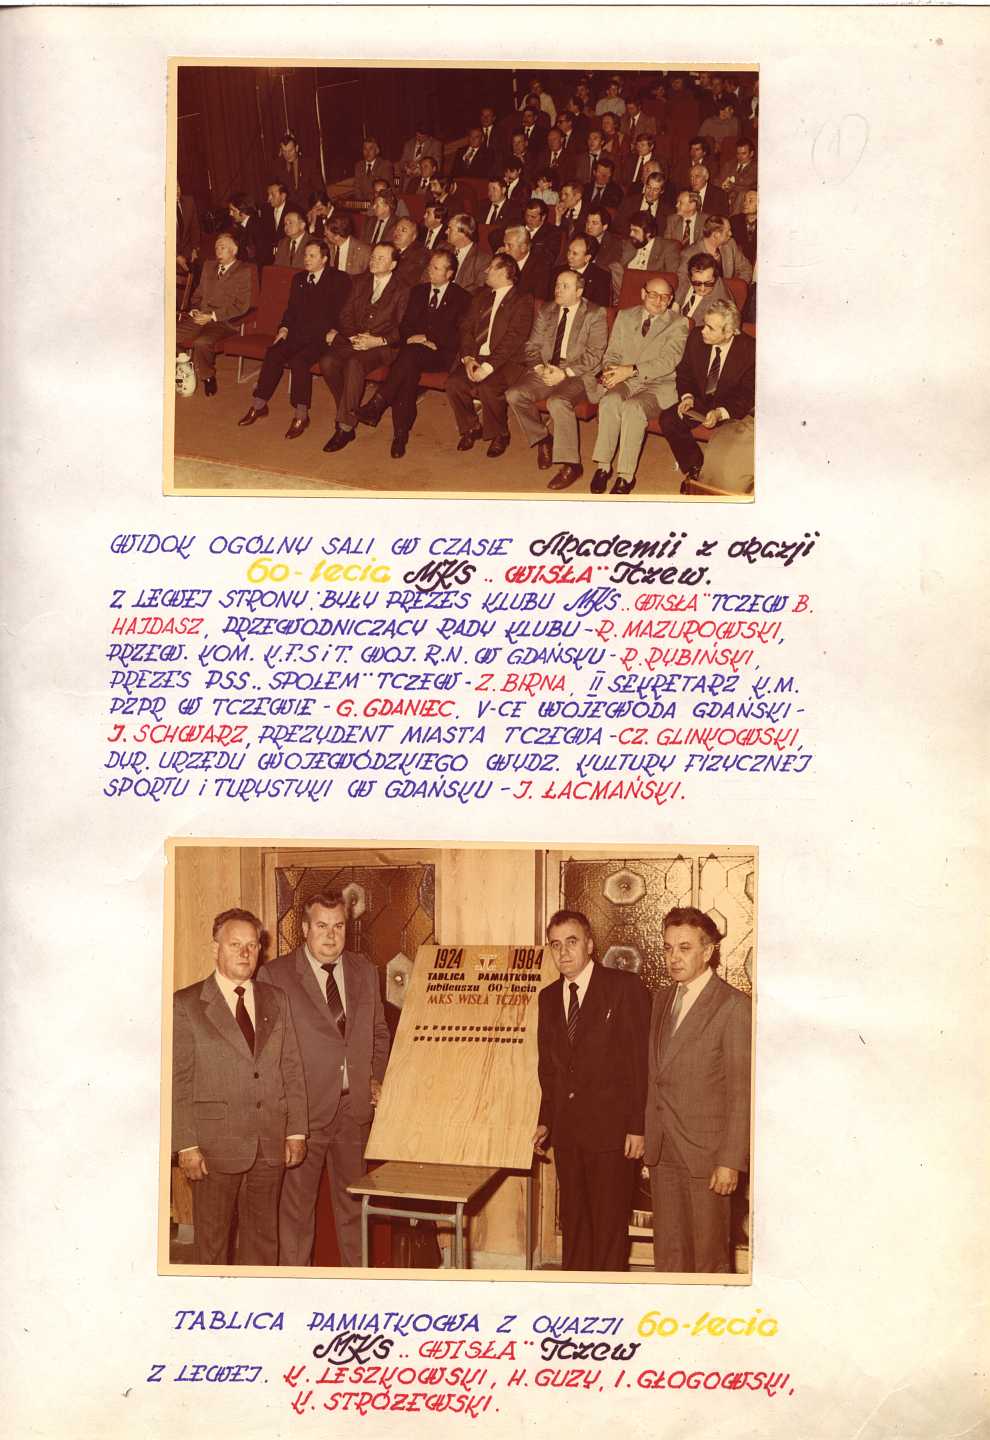 1
WIDOK OGÓLNY SALI W CZASIE Akademii z okazji
60-lecia MKS „WISŁA" Tczew.
Z LEWEJ STRONY: BYŁY PREZES KLUBU MKS „WISŁA" TCZEW B.
HAJDASZ, PRZEWODNICZĄCY RADY KLUBU - R. MAZUROWSKI,
PRZEW. KOM. K.F.S i T. WOJ. R.N. W GDAŃSKU - R. RYBIŃSKI,
PREZES PSS „SPOŁEM" TCZEW - Z. BIRNA, II SEKRETARZ K.M.
PZPR W TCZEWIE - G. GDANIEC, V-CE WOJEWODA GDAŃSKI -
J. SCHWARZ, PREZYDENT MIASTA TCZEWA - CZ. GLINKOWSKI,
DYR. URZĘDU WOJEWÓDZKIEGO WYDZ. KULTURY FIZYCZNEJ
SPORTU i TURYSTYKI W GDAŃSKU - J. ŁACMAŃSKI.
1924 1984
TABLICA PAMIĄTKOWA
jubileuszu 60-lecia
MKS WISŁA TCZEW
TABLICA PAMIĄTKOWA Z OKAZJI 60-lecia
MKS „WISŁA" Tczew
Z LEWEJ. K. LESZKOWSKI, H. GUZY, I. GŁOGOWSKI,
K. STRÓŻEWSKI.